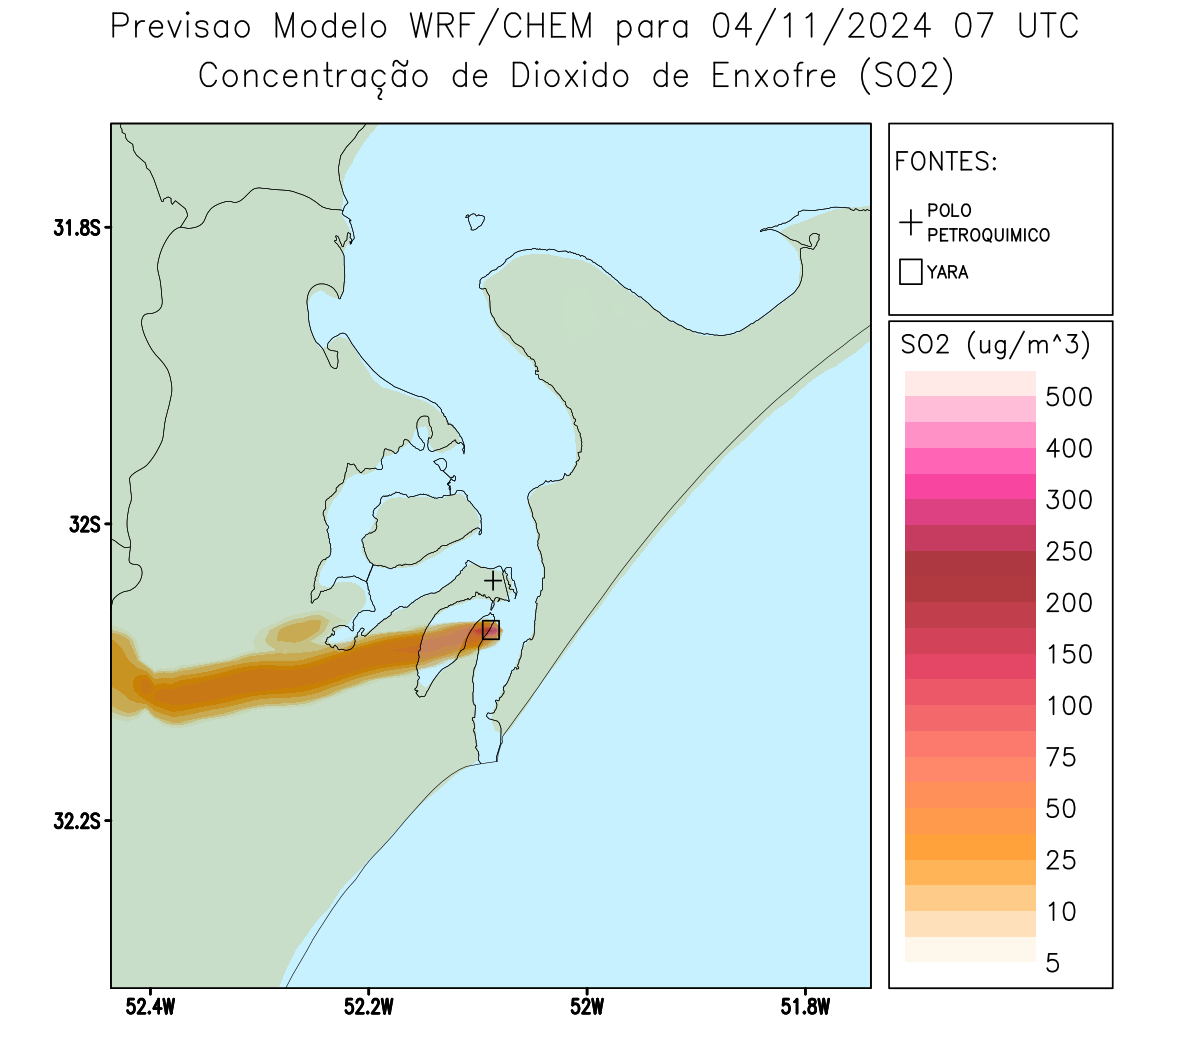 Previsao Modelo WRF/CHEM para 04/11/2024 07 UTC
Concentração de Dioxido de Enxofre (SO2)
FONTES:
POLO
PETROQUIMICO
YARA
SO2 (ug/m^3)
500
400
300
250
200
150
100
75
50
25
10
5
31.8S
32S
32.2S
52.4W
52.2W
52W
51.8W